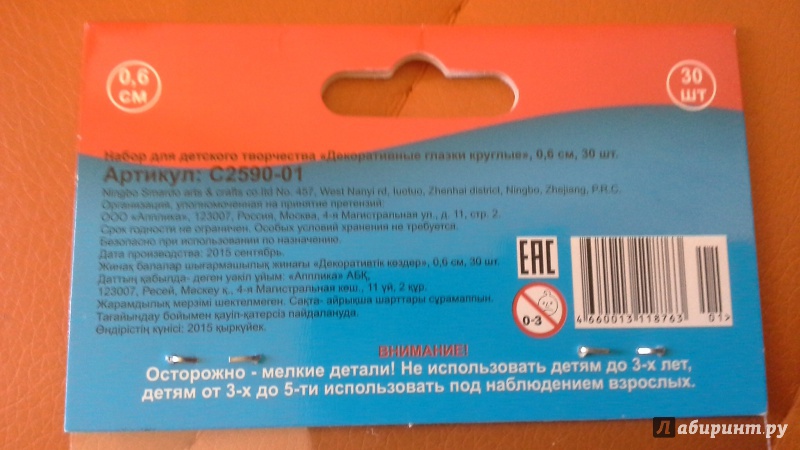 0,6
см
30
шт
Набор для детского творчества «Декоративные глазки круглые», 0,6 см, 30 шт.
Артикул: С2590-01
Ningbo Smardo arts & crafts co.ltd No. 457, West Nanyi rd, luotuo, Zhenhai district, Ningbo, Zhejiang, P.R.C.
Организация, уполномоченная на принятие претензий:
ООО «Апплика», 123007, Россия, Москва, 4-я Магистральная ул., д. 11, стр. 2.
Срок годности не ограничен. Особых условий хранения не требуется.
Безопасно при использовании по назначению.
Дата производства: 2015 сентябрь.
Жинақ балалар шығармашылық жинағы «Декоративтік көздер», 0,6 см, 30 шт.
Даттың қабылда- деген уәкіл ұйым: «Апплика» АБҚ,
123007, Ресей, Мәскеу қ., 4-я Магистральная көш., 11 үй, 2 құр.
Жарамдылық мерзімі шектелмеген. Сақта- айрықша шарттары сұрамаппын.
Тағайындау бойымен қауіп-қатерсіз пайдалануда.
Өндірістің күнісі: 2015 қыркүйек.
ЕАС
0-3
4 660013 118763 01>
ВНИМАНИЕ!
Осторожно - мелкие детали! Не использовать детям до 3-х лет,
детям от 3-х до 5-ти использовать под наблюдением взрослых.
Лабиринт.ру